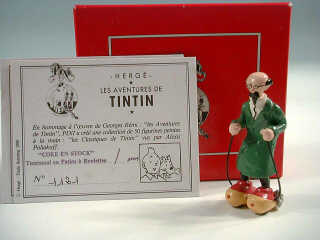 - HERGÉ -
LES AVENTURES DE
TINTIN
En hommage à l'œuvre de Georges Rémi : "les Aventures
de Tintin", PIXI a créé une collection de 50 figurines peintes
à la main : "les Classiques de Tintin" vus par Alexis
Poliakoff.
"COKE EN STOCK"
Tournesol en Patins à Roulettes
N°